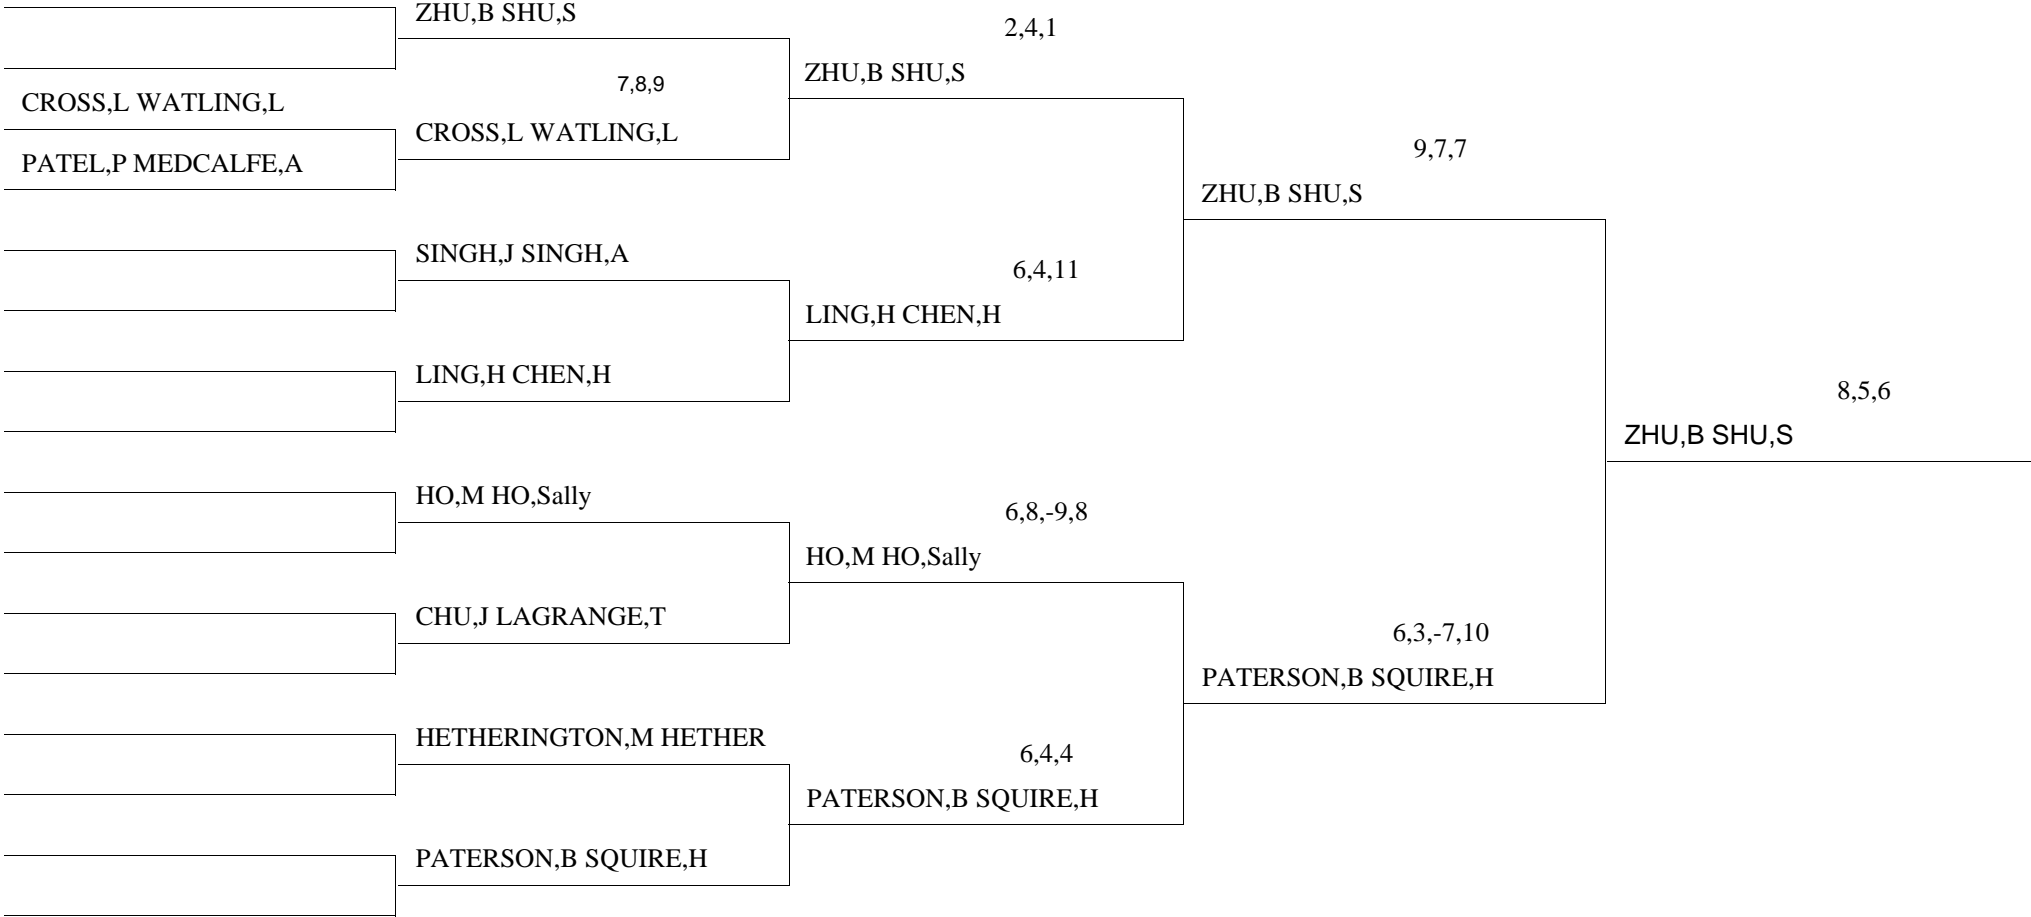 ZHU,B SHU,S
2,4,1
ZHU,B SHU,S
7,8,9
CROSS,L WATLING,L
CROSS,L WATLING,L
9,7,7
PATEL,P MEDCALFE,A
ZHU,B SHU,S
SINGH,J SINGH,A
6,4,11
LING,H CHEN,H
LING,H CHEN,H
8,5,6
ZHU,B SHU,S
HO,M HO,Sally
6,8,-9,8
HO,M HO,Sally
CHU,J LAGRANGE,T
6,3,-7,10
PATERSON,B SQUIRE,H
HETHERINGTON,M HETHER
6,4,4
PATERSON,B SQUIRE,H
PATERSON,B SQUIRE,H